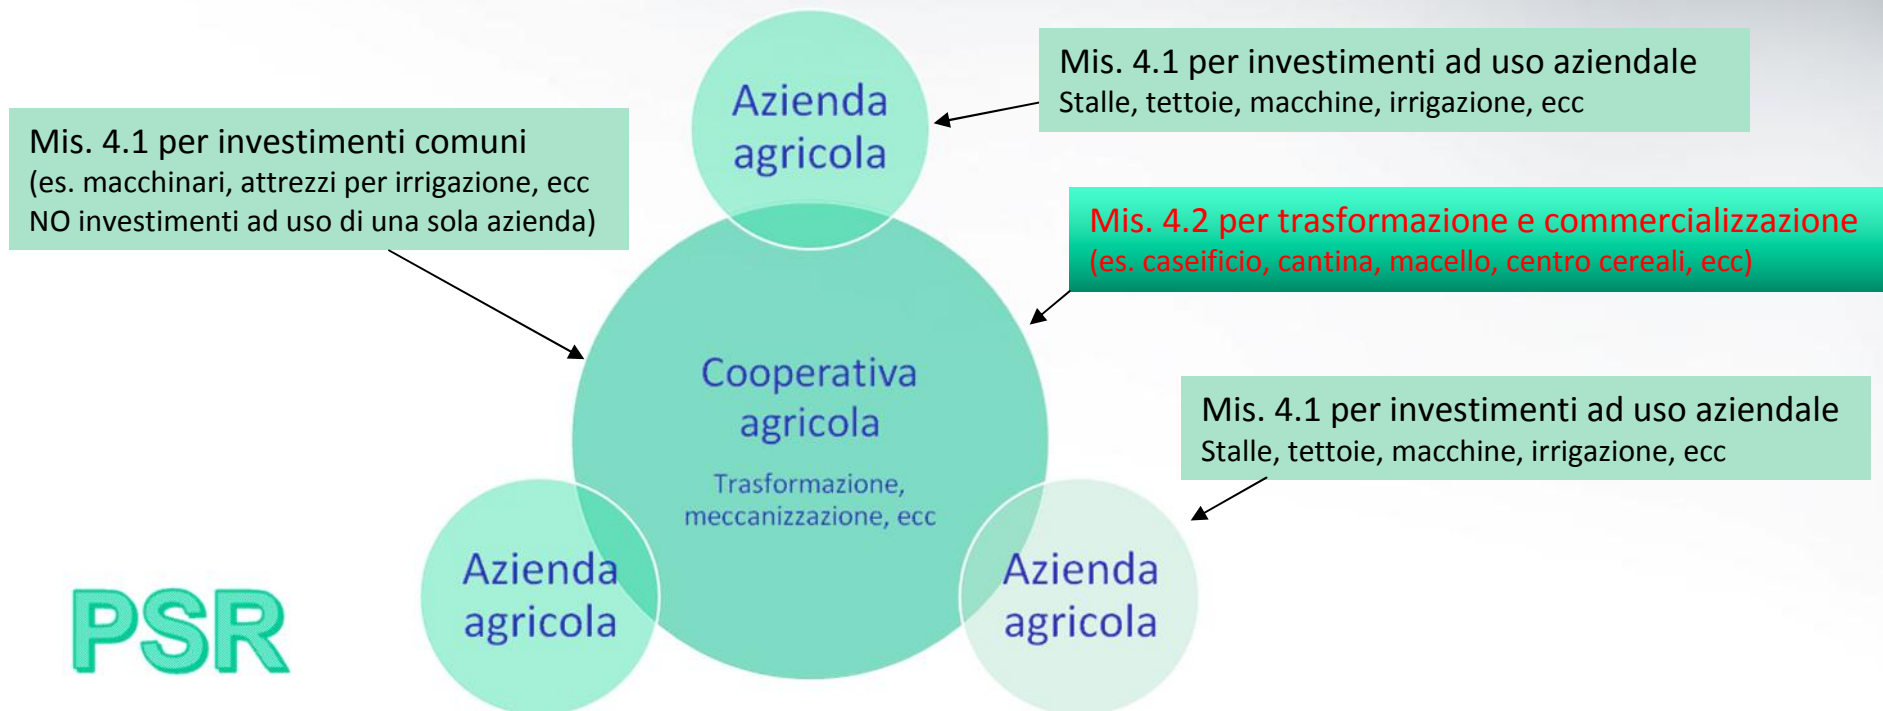 Azienda
agricola
Mis. 4.1 per investimenti ad uso aziendale
Stalle, tettoie, macchine, irrigazione, ecc
Mis. 4.1 per investimenti comuni
(es. macchinari, attrezzi per irrigazione, ecc
NO investimenti ad uso di una sola azienda)
Mis. 4.2 per trasformazione e commercializzazione
(es. caseificio, cantina, macello, centro cereali, ecc)
Cooperativa
agricola
Trasformazione,
meccanizzazione, ecc
Mis. 4.1 per investimenti ad uso aziendale
Stalle, tettoie, macchine, irrigazione, ecc
Azienda
agricola
Azienda
agricola
PSR